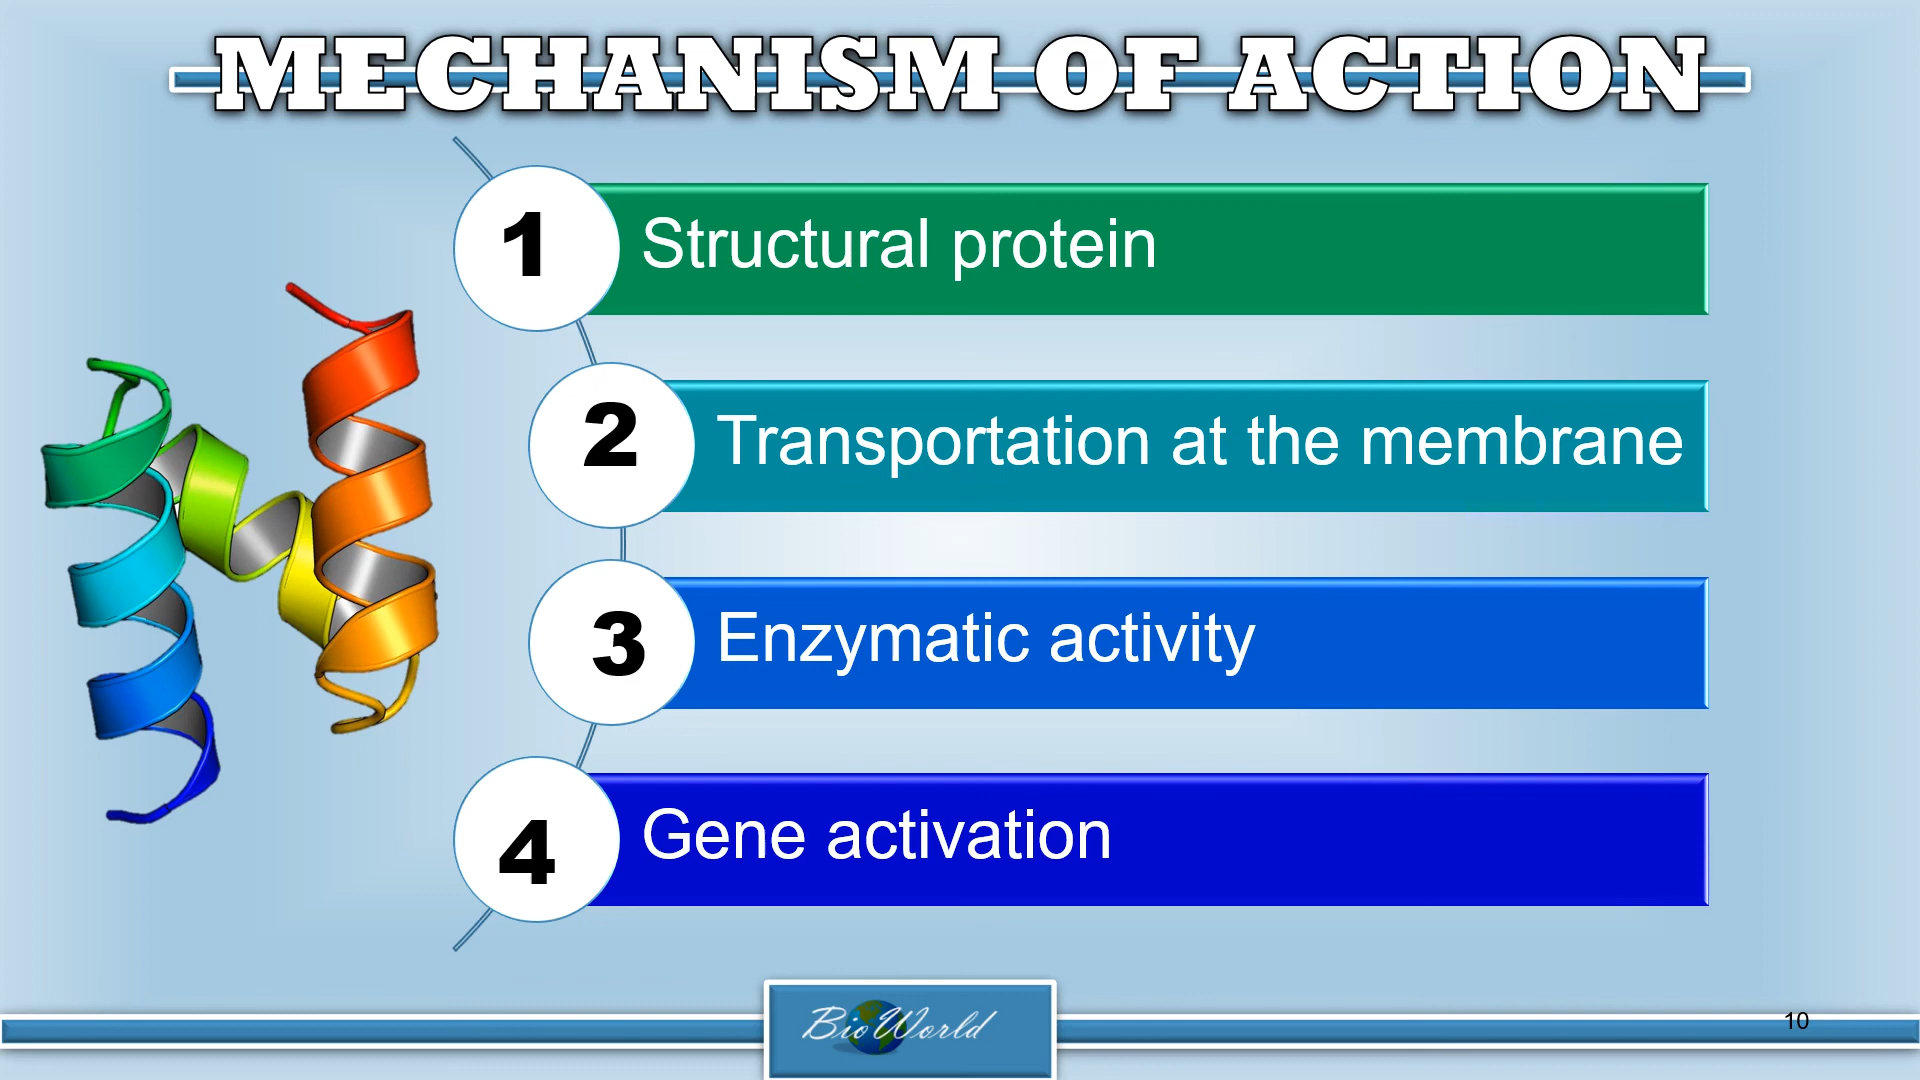 MECHANISM OF ACTION
1 Structural protein
2 Transportation at the membrane
3 Enzymatic activity
4 Gene activation
BioWorld
10